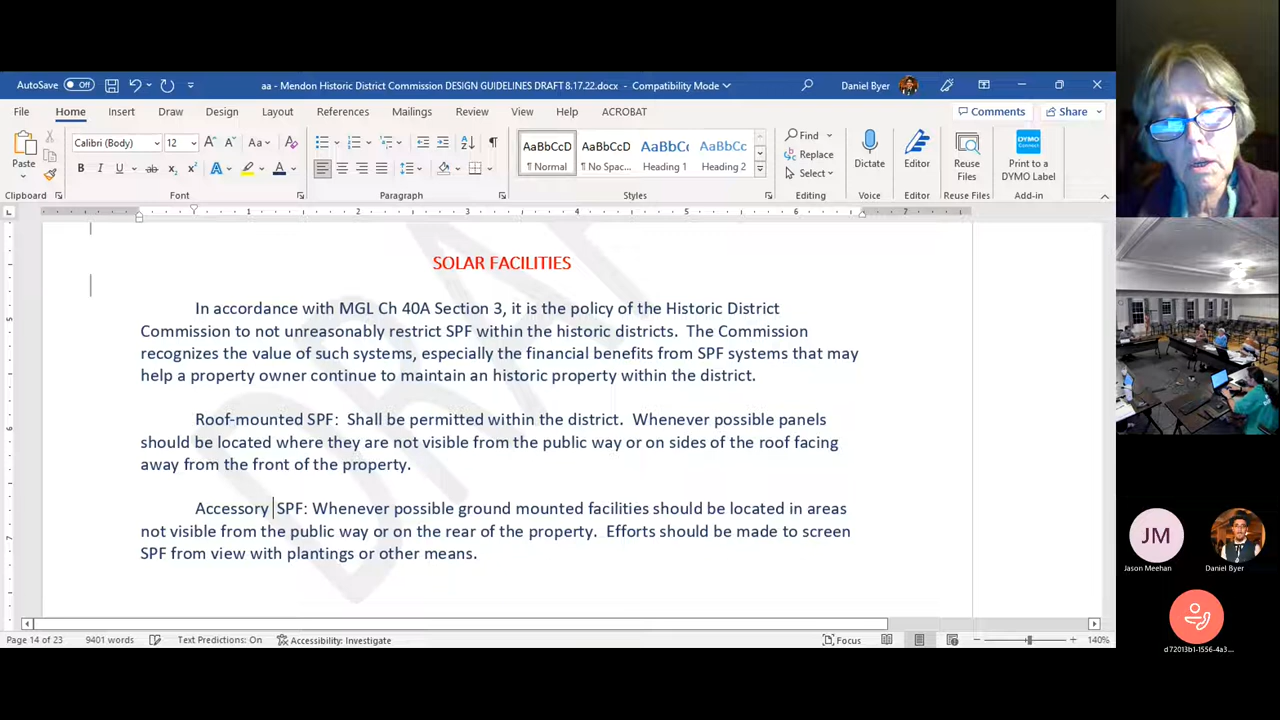 AutoSave Off aa - Mendon Historic District Commission DESIGN GUIDELINES DRAFT 8.17.22.docx - Compatibility Mode Daniel Byer
File Home Insert Draw Design Layout References Mailings Review View Help ACROBAT Comments Share
Calibri (Body) 12
AaBbCcD AaBbCcD AaBbCc AaBbCc
Normal No Spac... Heading 1 Heading 2
Find
Replace
Select
Paste
Dictate
Editor
Reuse Files
Print to a DYMO Label
Clipboard Font Paragraph Styles Editing Voice Editor Reuse Files Add-in
1 2 3 4 5 6 7
SOLAR FACILITIES
In accordance with MGL Ch 40A Section 3, it is the policy of the Historic District
Commission to not unreasonably restrict SPF within the historic districts. The Commission
recognizes the value of such systems, especially the financial benefits from SPF systems that may
help a property owner continue to maintain an historic property within the district.
Roof-mounted SPF: Shall be permitted within the district. Whenever possible panels
should be located where they are not visible from the public way or on sides of the roof facing
away from the front of the property.
Accessory SPF: Whenever possible ground mounted facilities should be located in areas
not visible from the public way or on the rear of the property. Efforts should be made to screen
SPF from view with plantings or other means.
DRAFT
Page 14 of 23 9401 words Text Predictions: On Accessibility: Investigate Focus 140%
JM
Jason Meehan
Daniel Byer
d72013b1-1556-4a3...